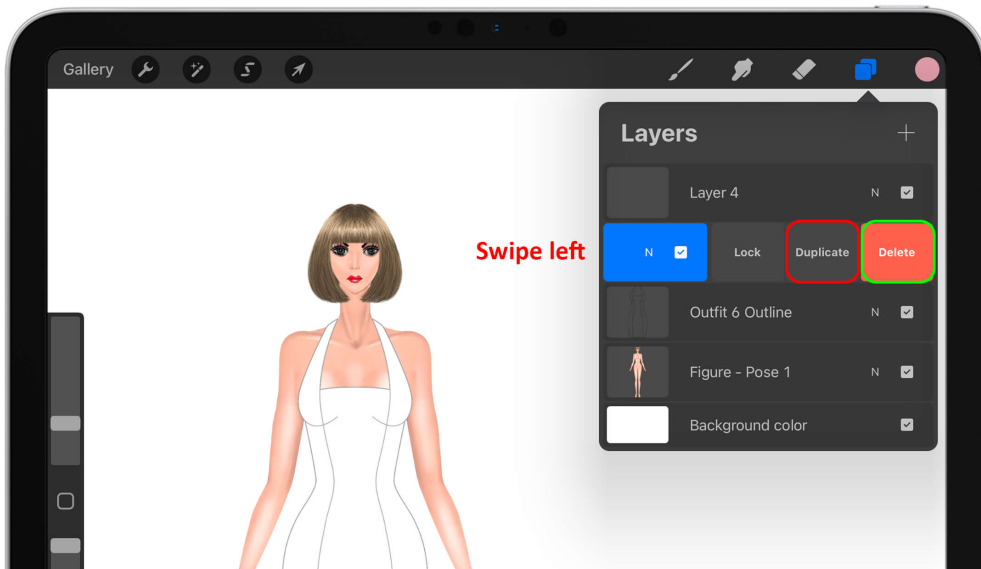 Gallery
Layers
Layer 4 N
Swipe left
N Lock Duplicate Delete
Outfit 6 Outline N
Figure - Pose 1 N
Background color